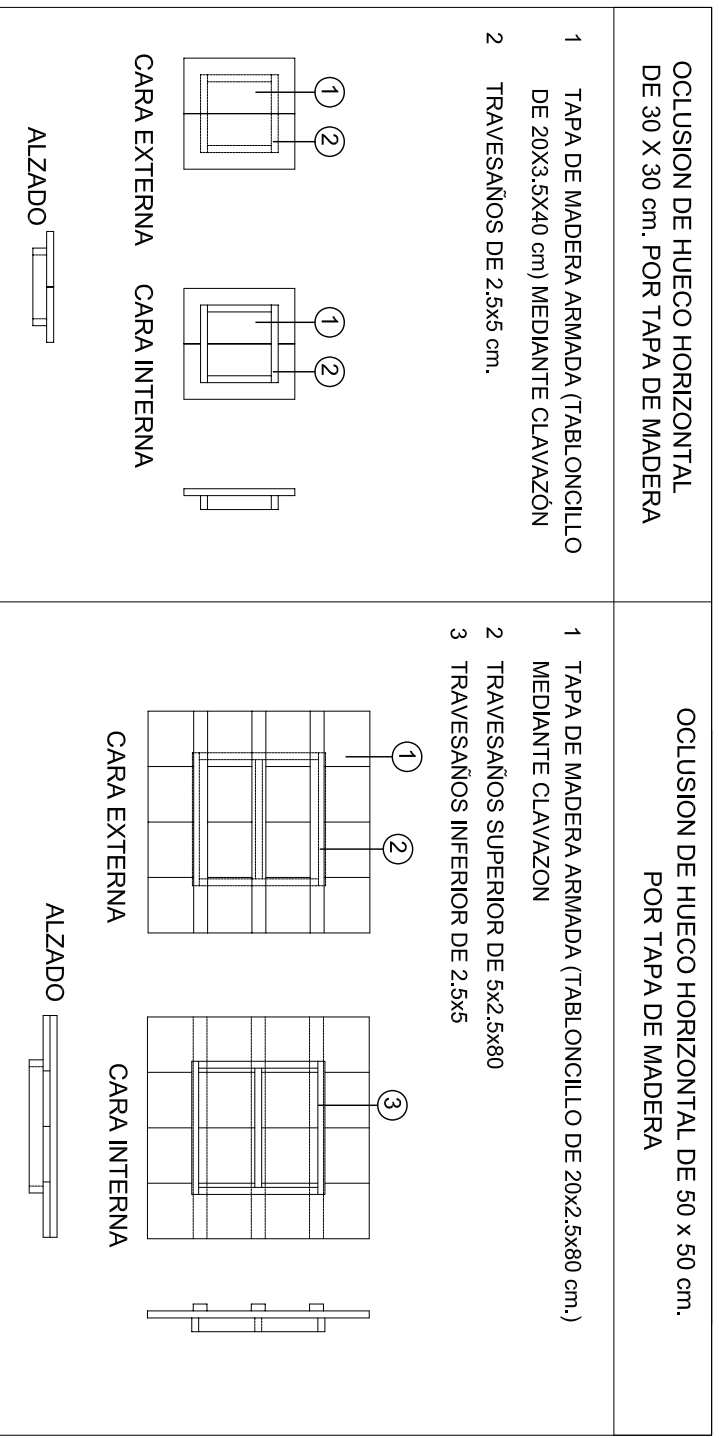 OCLUSION DE HUECO HORIZONTAL
DE 30 X 30 cm. POR TAPA DE MADERA
1 TAPA DE MADERA ARMADA (TABLONCILLO
DE 20X3.5X40 cm) MEDIANTE CLAVAZÓN
2 TRAVESAÑOS DE 2.5x5 cm.
1
2
1
2
CARA EXTERNA
CARA INTERNA
ALZADO
OCLUSION DE HUECO HORIZONTAL DE 50 x 50 cm.
POR TAPA DE MADERA
1 TAPA DE MADERA ARMADA (TABLONCILLO DE 20x2.5x80 cm.)
MEDIANTE CLAVAZON
2 TRAVESAÑOS SUPERIOR DE 5x2.5x80
3 TRAVESAÑOS INFERIOR DE 2.5x5
1
2
3
CARA EXTERNA
CARA INTERNA
ALZADO